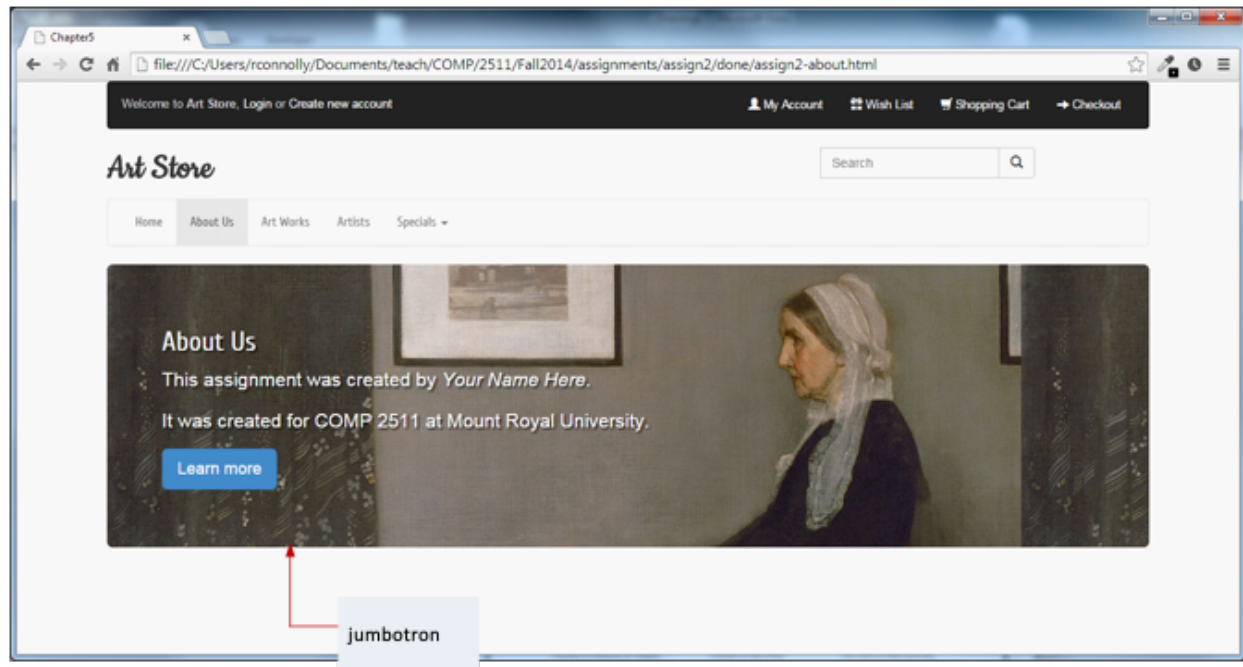 Chapter5
file:///C:/Users/rconnolly/Documents/teach/COMP/2511/Fall2014/assignments/assign2/done/assign2-about.html
Welcome to Art Store, Login or Create new account
My Account Wish List Shopping Cart Checkout
Art Store
Search
Home About Us Art Works Artists Specials
About Us
This assignment was created by Your Name Here.
It was created for COMP 2511 at Mount Royal University.
Learn more
jumbotron